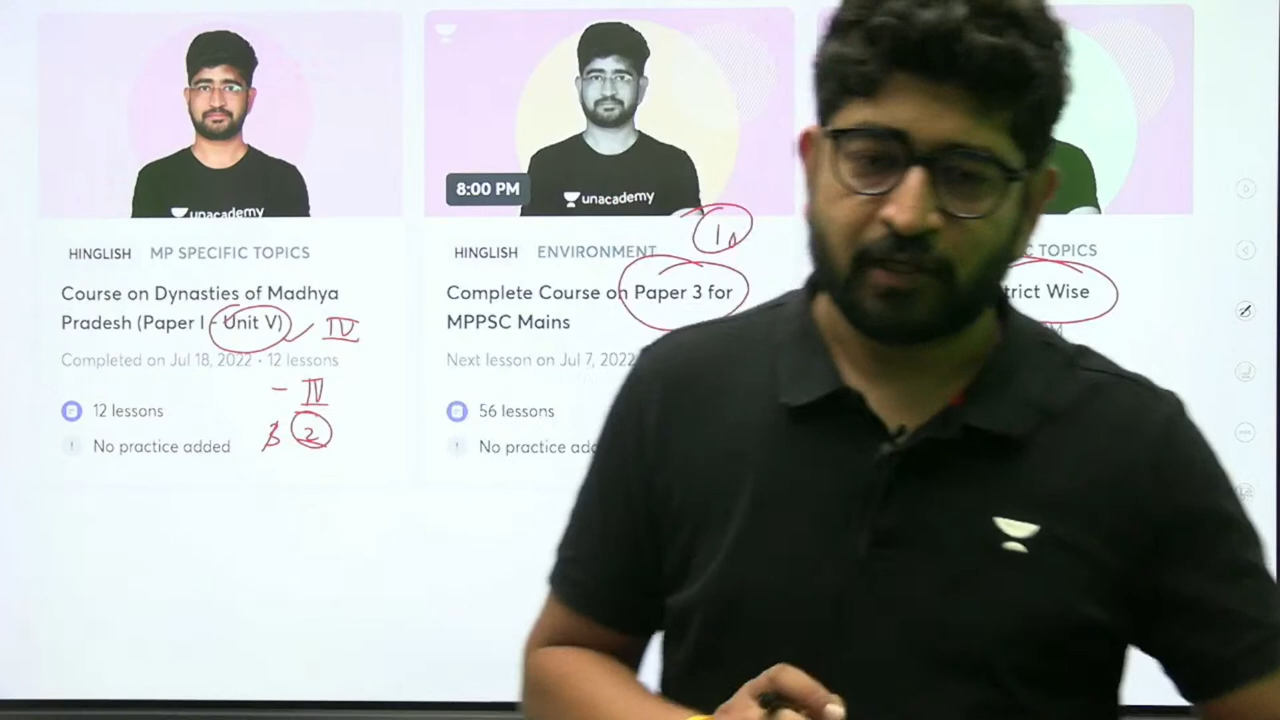 unacademy
8:00 PM
unacademy
HINGLISH MP SPECIFIC TOPICS
Course on Dynasties of Madhya
Pradesh (Paper I - Unit V) IV
Completed on Jul 18, 2022 · 12 lessons
- IV
12 lessons
2
No practice added
HINGLISH ENVIRONMENT
Complete Course on Paper 3 for
MPPSC Mains
Next lesson on Jul 7, 2022
56 lessons
No practice
TOPICS
Wise